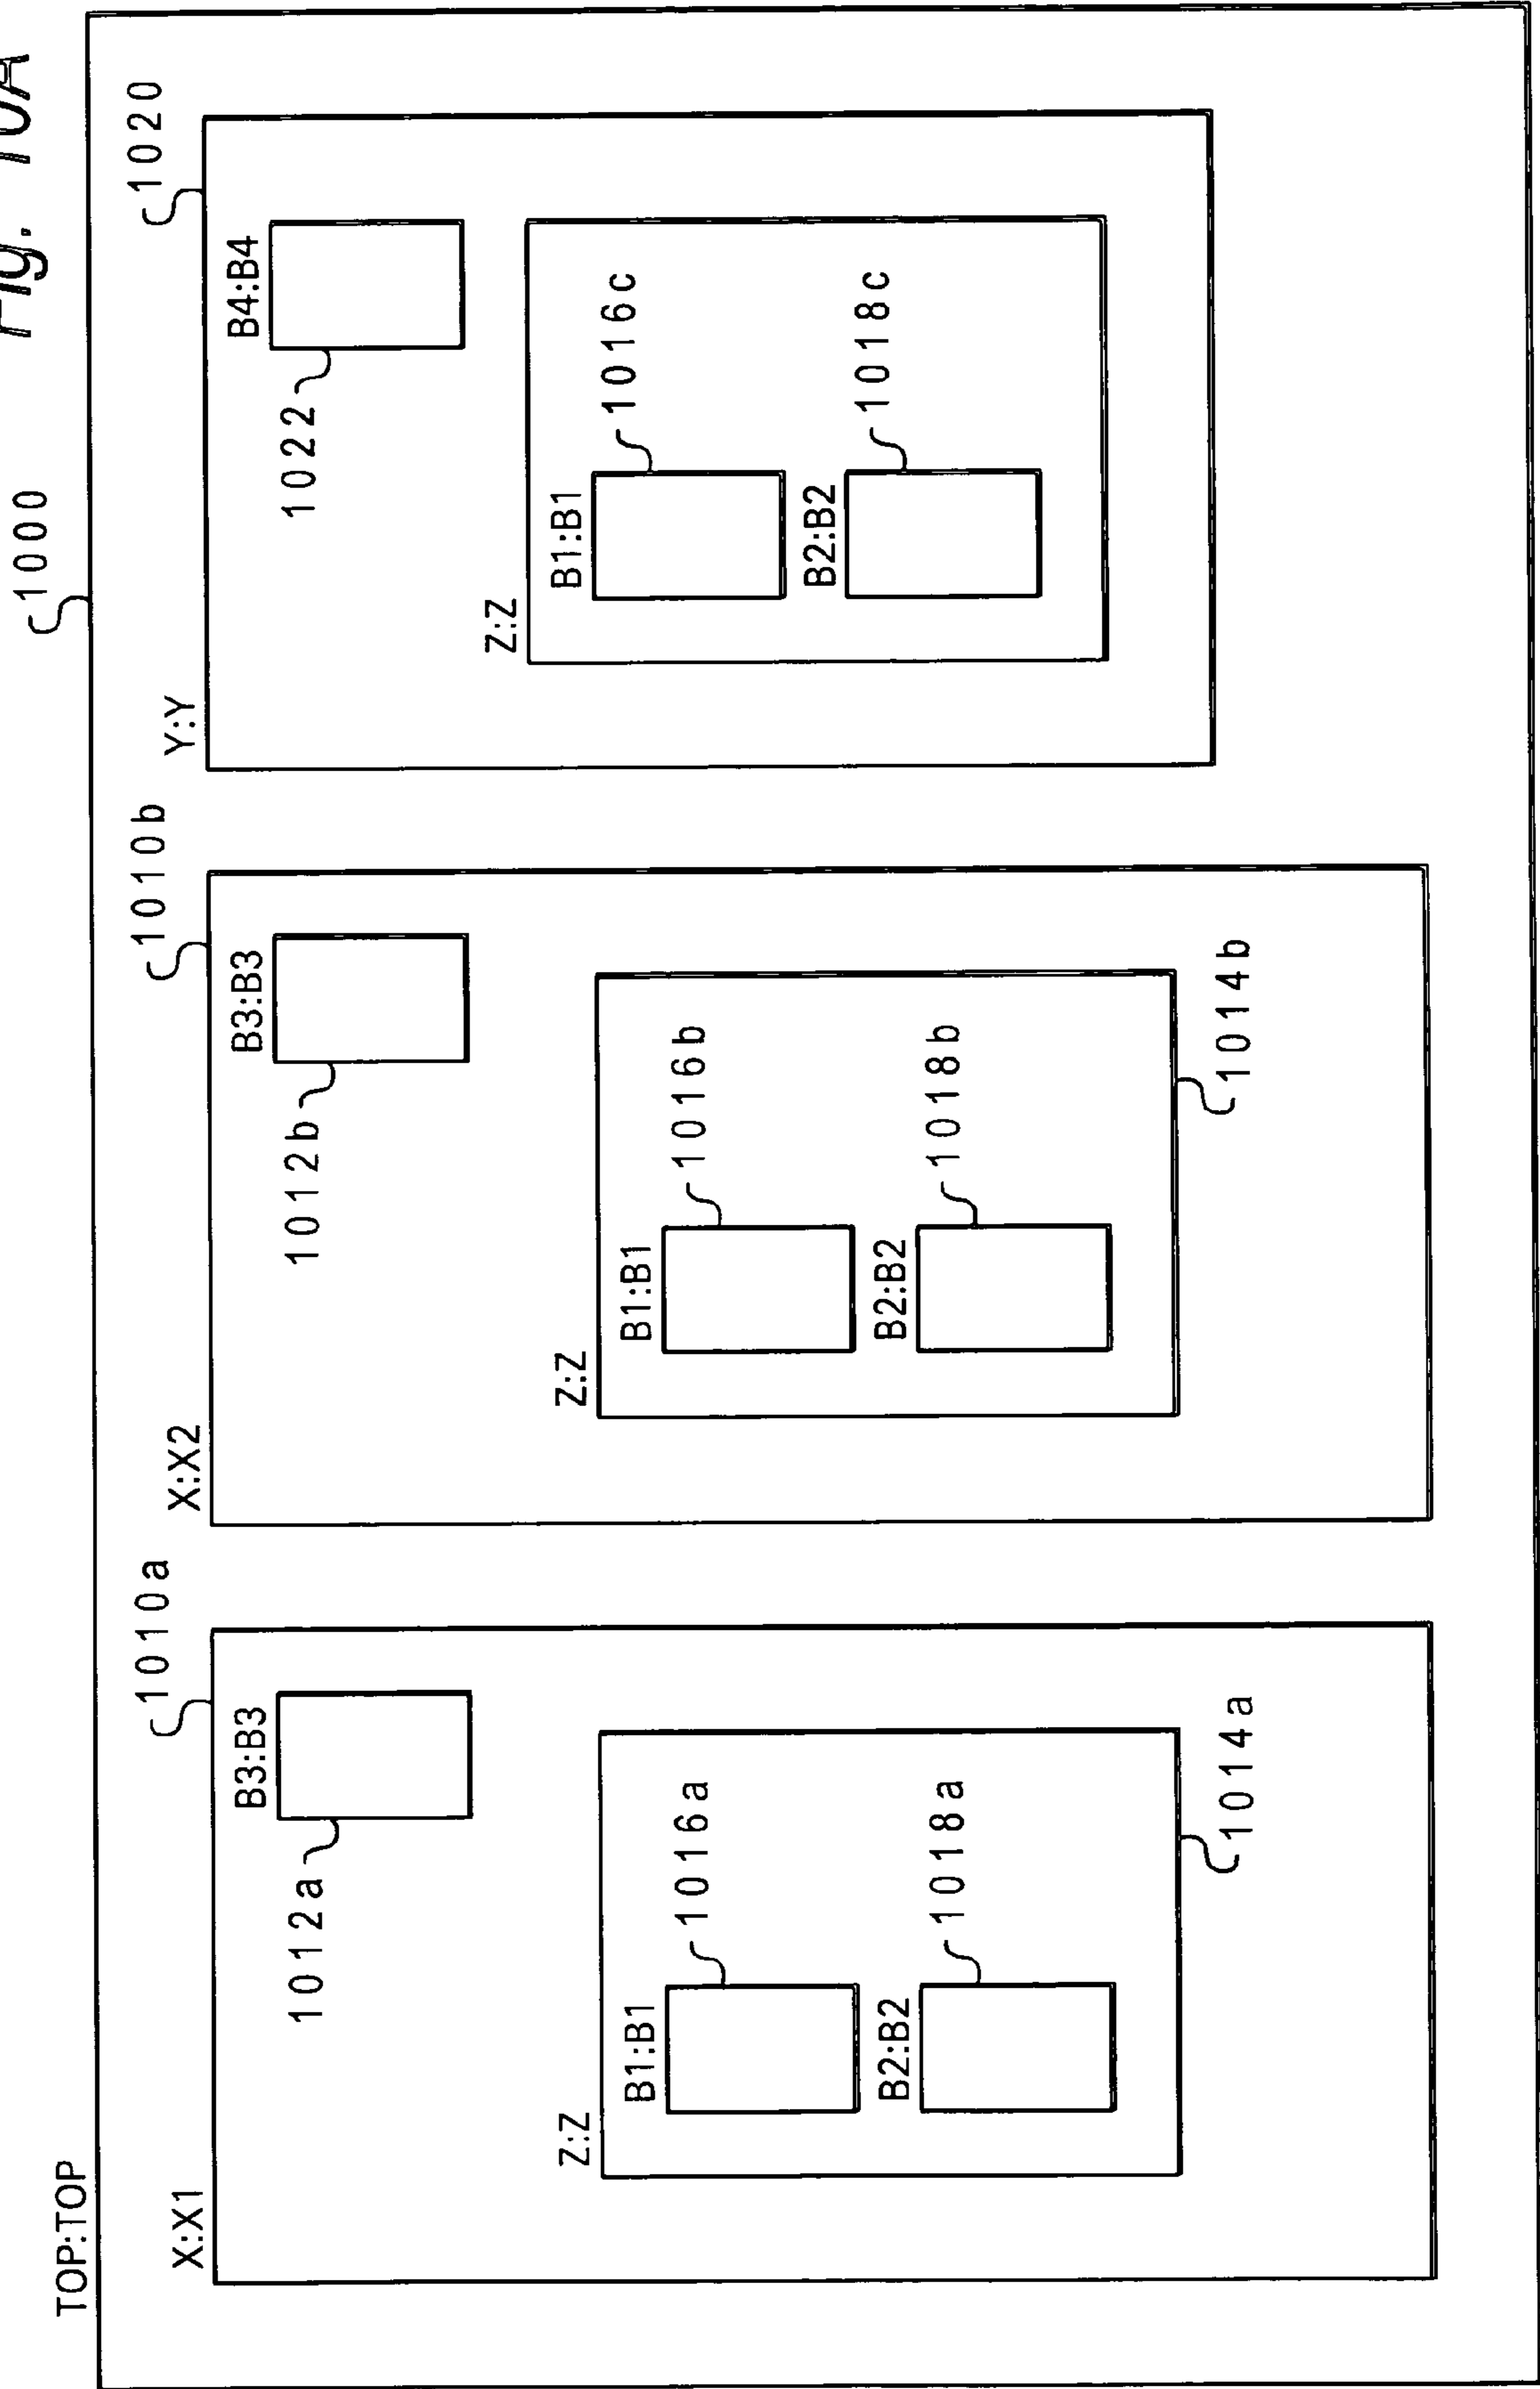 Fig. 10A
1000
TOP:TOP
1010a
X:X1
B3:B3
1012a
Z:Z
B1:B1
1016a
B2:B2
1018a
1014a
1010b
X:X2
B3:B3
1012b
Z:Z
B1:B1
1016b
B2:B2
1018b
1014b
1020
Y:Y
B4:B4
1022
Z:Z
B1:B1
1016c
B2:B2
1018c